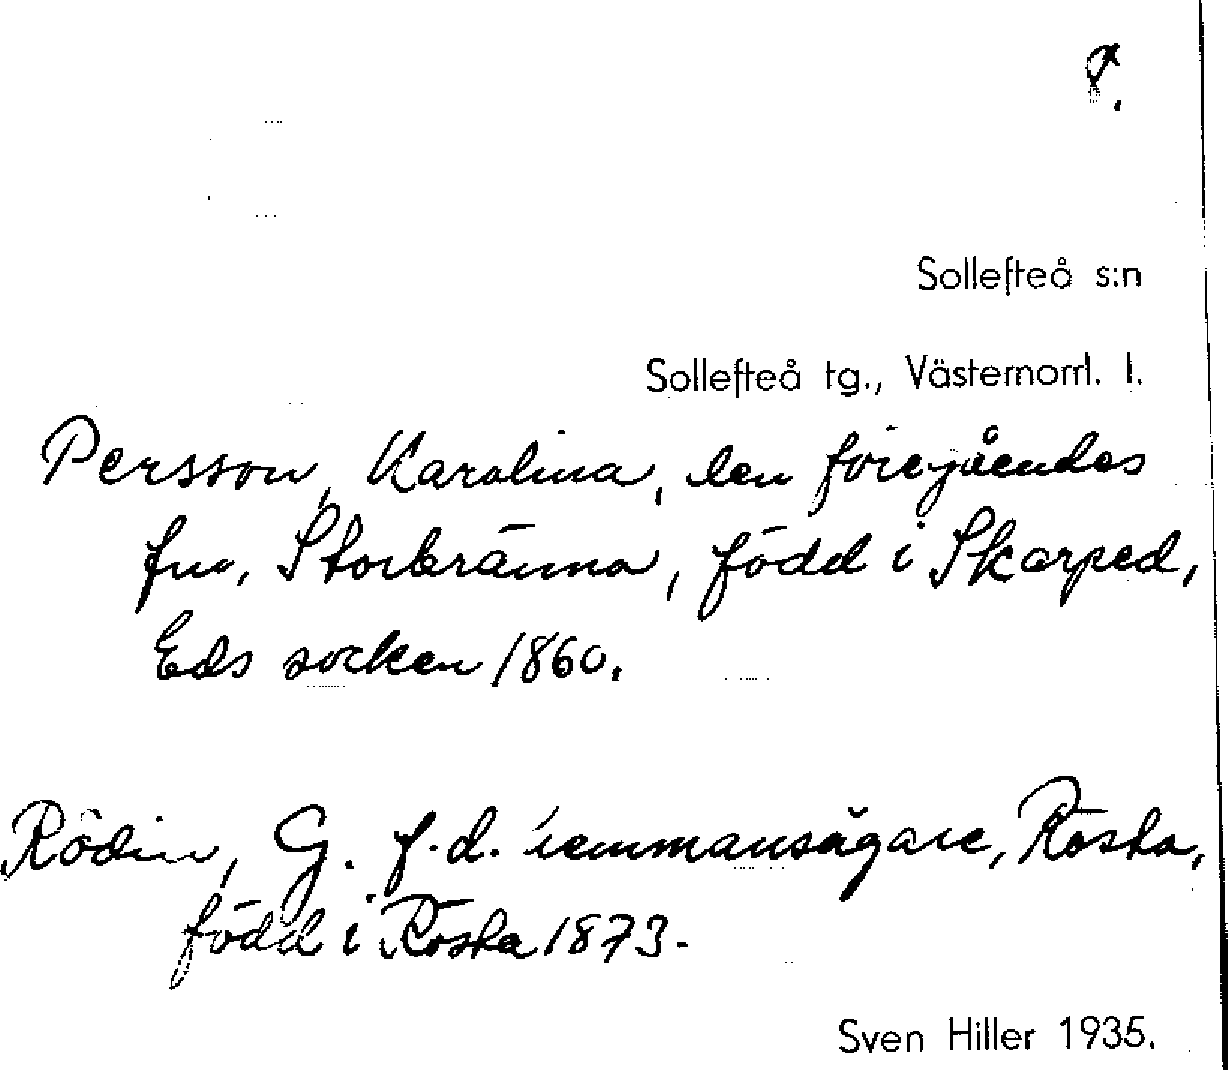 Sollefteå s:n
Sollefteå tg., Västernorrl. l.
Persson, Karolina, den föregåendes
fru, Storbränna, född i Skarped,
Eds socken 1860.
Rödin, G. f.d. hemmansägare, Rösta,
född i Rösta 1873.
Sven Hiller 1935.